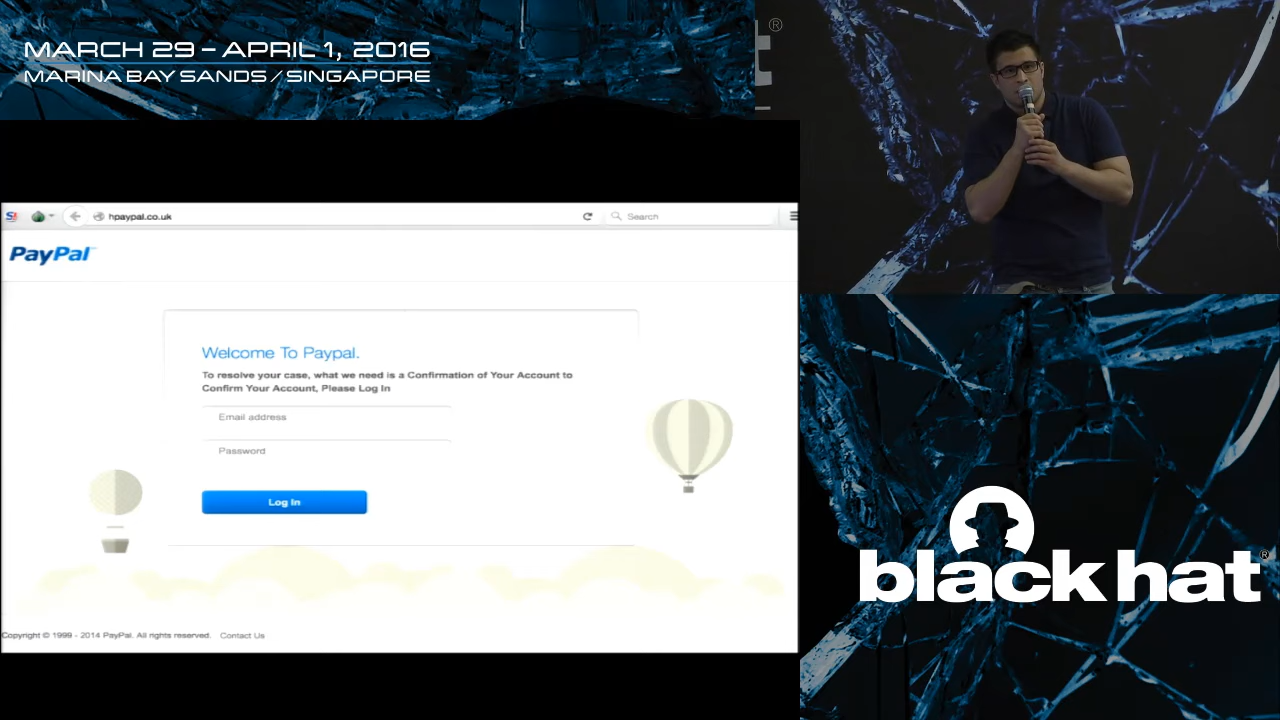 MARCH 29 – APRIL 1, 2016
MARINA BAY SANDS / SINGAPORE
®
hpaypal.co.uk
Search
PayPal
Welcome To Paypal.
To resolve your case, what we need is a Confirmation of Your Account to
Confirm Your Account, Please Log In
Email address
Password
Log In
Copyright © 1999 - 2014 PayPal. All rights reserved. Contact Us
black hat®